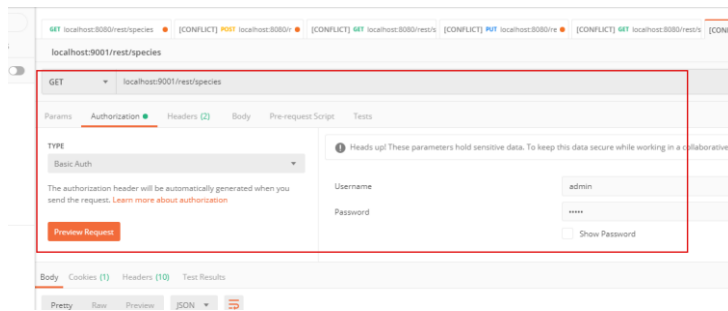 GET localhost:8080/rest/species
[CONFLICT] POST localhost:8080/r
[CONFLICT] GET localhost:8080/rest/s
[CONFLICT] PUT localhost:8080/re
[CONFLICT] GET localhost:8080/rest/s
[CON
localhost:9001/rest/species
GET localhost:9001/rest/species
Params Authorization Headers (2) Body Pre-request Script Tests
TYPE
Basic Auth
The authorization header will be automatically generated when you
send the request. Learn more about authorization
Preview Request
Heads up! These parameters hold sensitive data. To keep this data secure while working in a collaborative
Username admin
Password •••••
Show Password
Body Cookies (1) Headers (10) Test Results
Pretty Raw Preview JSON